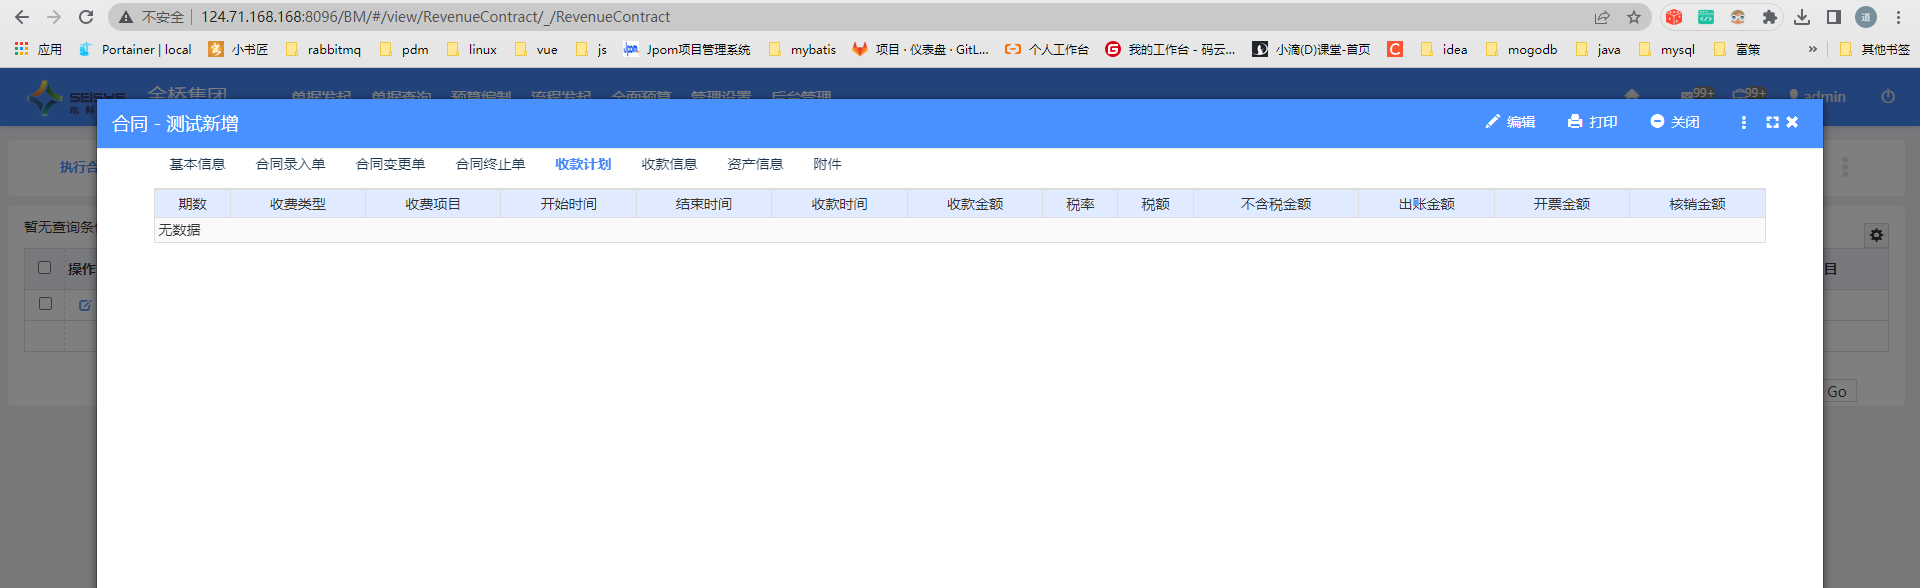 不安全 124.71.168.168:8096/BM/#/view/RevenueContract/_/RevenueContract 道
应用 Portainer | local 小书匠 rabbitmq pdm linux vue js Jpom项目管理系统 mybatis 项目 · 仪表盘 · GitL... 个人工作台 我的工作台 - 码云... 小滴(D)课堂-首页 idea mogodb java mysql 富策 » 其他书签
SEISYS 金桥集团 单据发起 单据查询 预算编制 流程发起 全面预算 管理设置 后台管理 99+ 99+ admin
合同 - 测试新增 编辑 打印 关闭
执行合
基本信息 合同录入单 合同变更单 合同终止单 收款计划 收款信息 资产信息 附件
期数 收费类型 收费项目 开始时间 结束时间 收款时间 收款金额 税率 税额 不含税金额 出账金额 开票金额 核销金额
暂无查询条
无数据
操作 目
Go